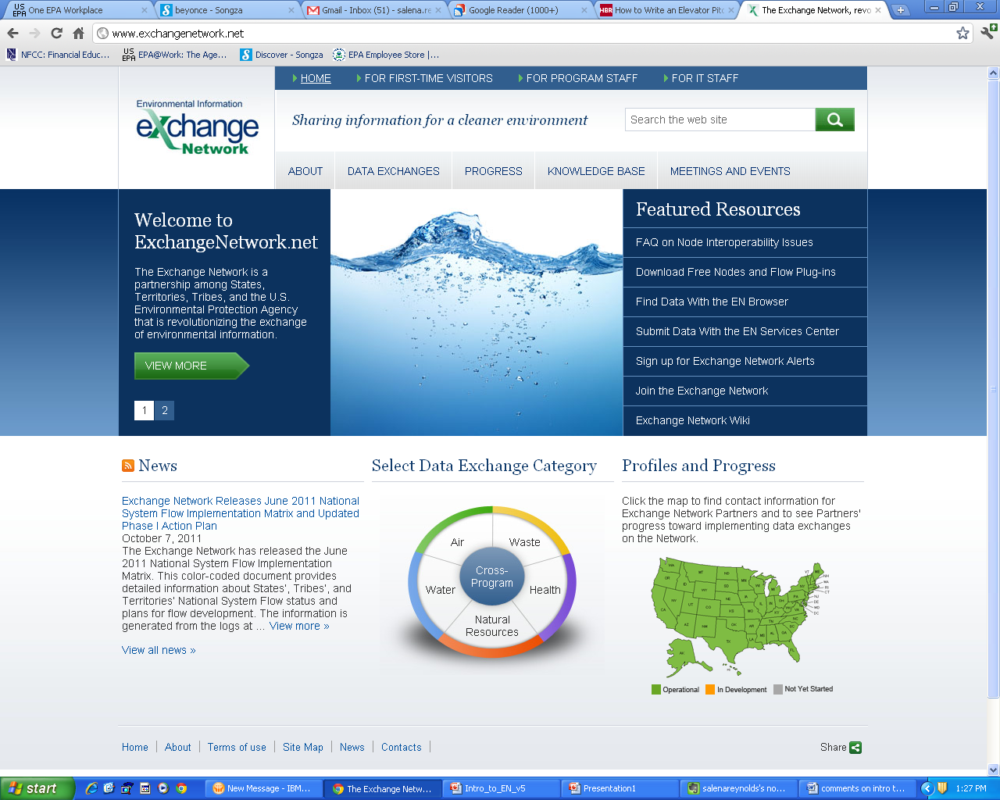 US EPA One EPA Workplace
beyonce - Songza
Gmail - Inbox (51) - salena.re
Google Reader (1000+)
HBR How to Write an Elevator Pitc
The Exchange Network, revo
www.exchangenetwork.net
NFCC: Financial Educ...
US EPA EPA@Work: The Age...
Discover - Songza
EPA Employee Store |...
HOME
FOR FIRST-TIME VISITORS
FOR PROGRAM STAFF
FOR IT STAFF
Environmental Information
exchange
Network
Sharing information for a cleaner environment
Search the web site
ABOUT
DATA EXCHANGES
PROGRESS
KNOWLEDGE BASE
MEETINGS AND EVENTS
Welcome to
ExchangeNetwork.net
The Exchange Network is a
partnership among States,
Territories, Tribes, and the U.S.
Environmental Protection Agency
that is revolutionizing the exchange
of environmental information.
VIEW MORE
1 2
Featured Resources
FAQ on Node Interoperability Issues
Download Free Nodes and Flow Plug-ins
Find Data With the EN Browser
Submit Data With the EN Services Center
Sign up for Exchange Network Alerts
Join the Exchange Network
Exchange Network Wiki
News
Exchange Network Releases June 2011 National
System Flow Implementation Matrix and Updated
Phase I Action Plan
October 7, 2011
The Exchange Network has released the June
2011 National System Flow Implementation
Matrix. This color-coded document provides
detailed information about States', Tribes', and
Territories' National System Flow status and
plans for flow development. The information is
generated from the logs at ... View more »
View all news »
Select Data Exchange Category
Air
Waste
Cross-
Program
Water
Health
Natural
Resources
Profiles and Progress
Click the map to find contact information for
Exchange Network Partners and to see Partners'
progress toward implementing data exchanges
on the Network.
Operational
In Development
Not Yet Started
Home
About
Terms of use
Site Map
News
Contacts
Share
start
New Message - IBM...
The Exchange Netw...
Intro_to_EN_v5
Presentation1
salenareynolds's no...
comments on intro t...
1:27 PM